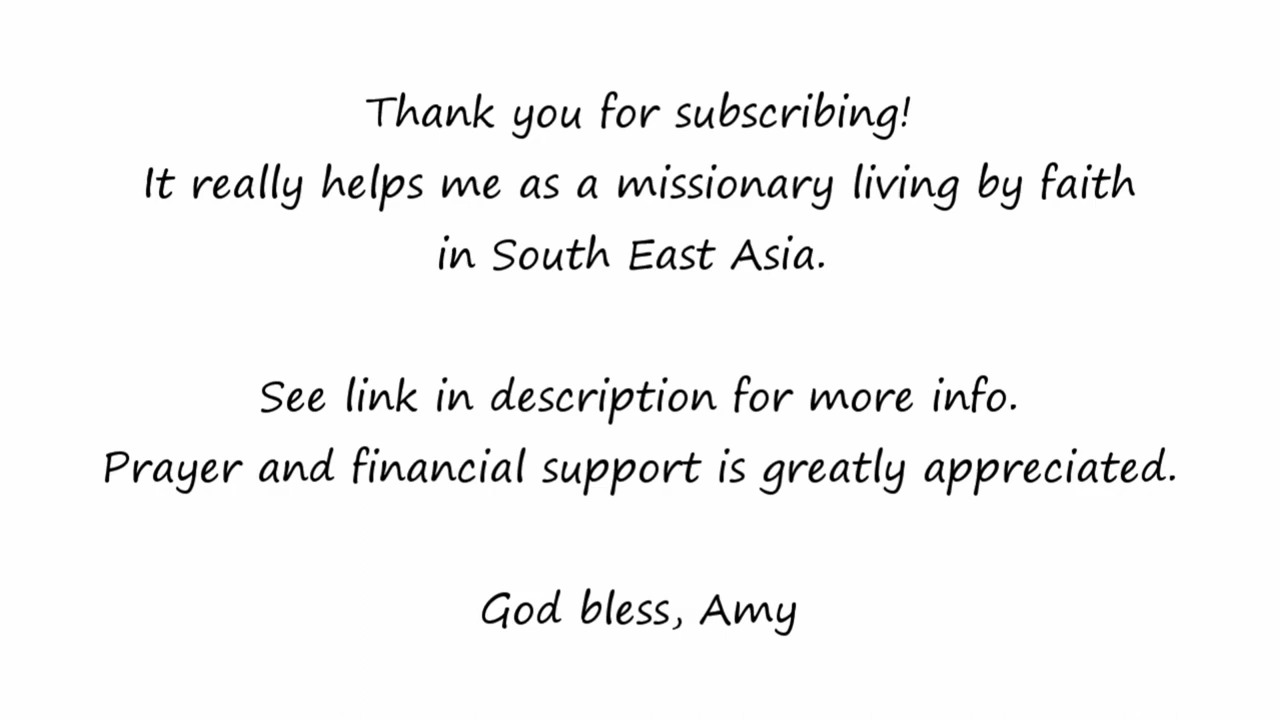 Thank you for subscribing!
It really helps me as a missionary living by faith
in South East Asia.
See link in description for more info.
Prayer and financial support is greatly appreciated.
God bless, Amy